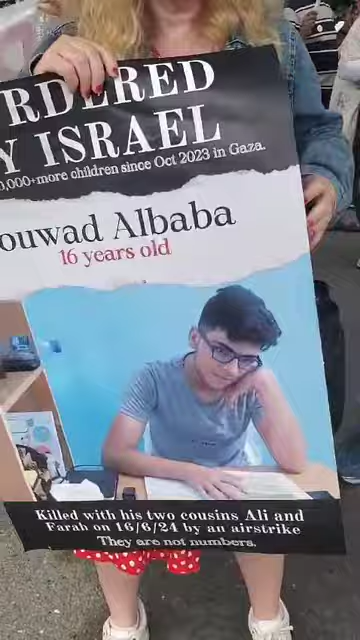 RDERED
Y ISRAEL
0,000+more children since Oct 2023 in Gaza.
ouwad Albaba
16 years old
Killed with his two cousins Ali and
Farah on 16/6/24 by an airstrike
They are not numbers.